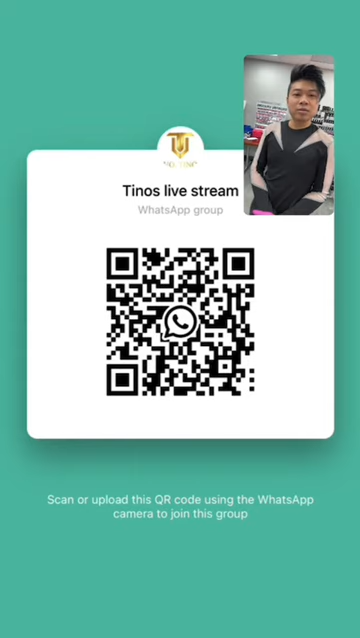 Tinos live stream
WhatsApp group
Scan or upload this QR code using the WhatsApp
camera to join this group